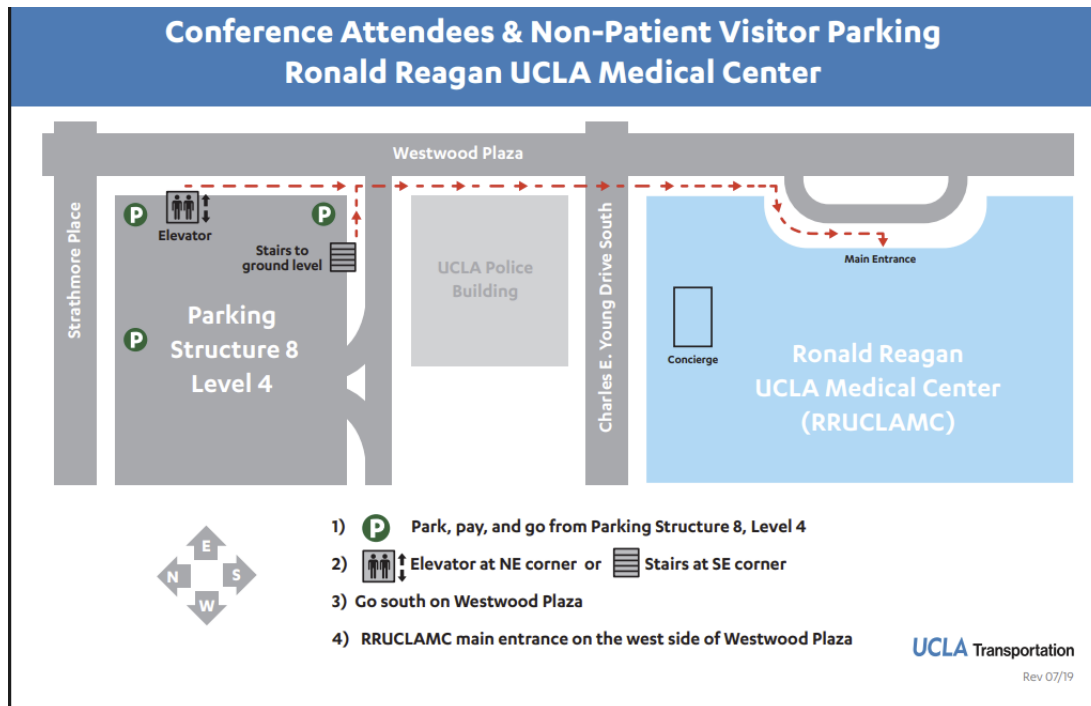 Conference Attendees & Non-Patient Visitor Parking
Ronald Reagan UCLA Medical Center
Westwood Plaza
Strathmore Place
P
Elevator
P
Stairs to
ground level
P
Parking
Structure 8
Level 4
UCLA Police
Building
Charles E. Young Drive South
Main Entrance
Concierge
Ronald Reagan
UCLA Medical Center
(RRUCLAMC)
E
N
S
W
1) P Park, pay, and go from Parking Structure 8, Level 4
2) Elevator at NE corner or Stairs at SE corner
3) Go south on Westwood Plaza
4) RRUCLAMC main entrance on the west side of Westwood Plaza
UCLA Transportation
Rev 07/19